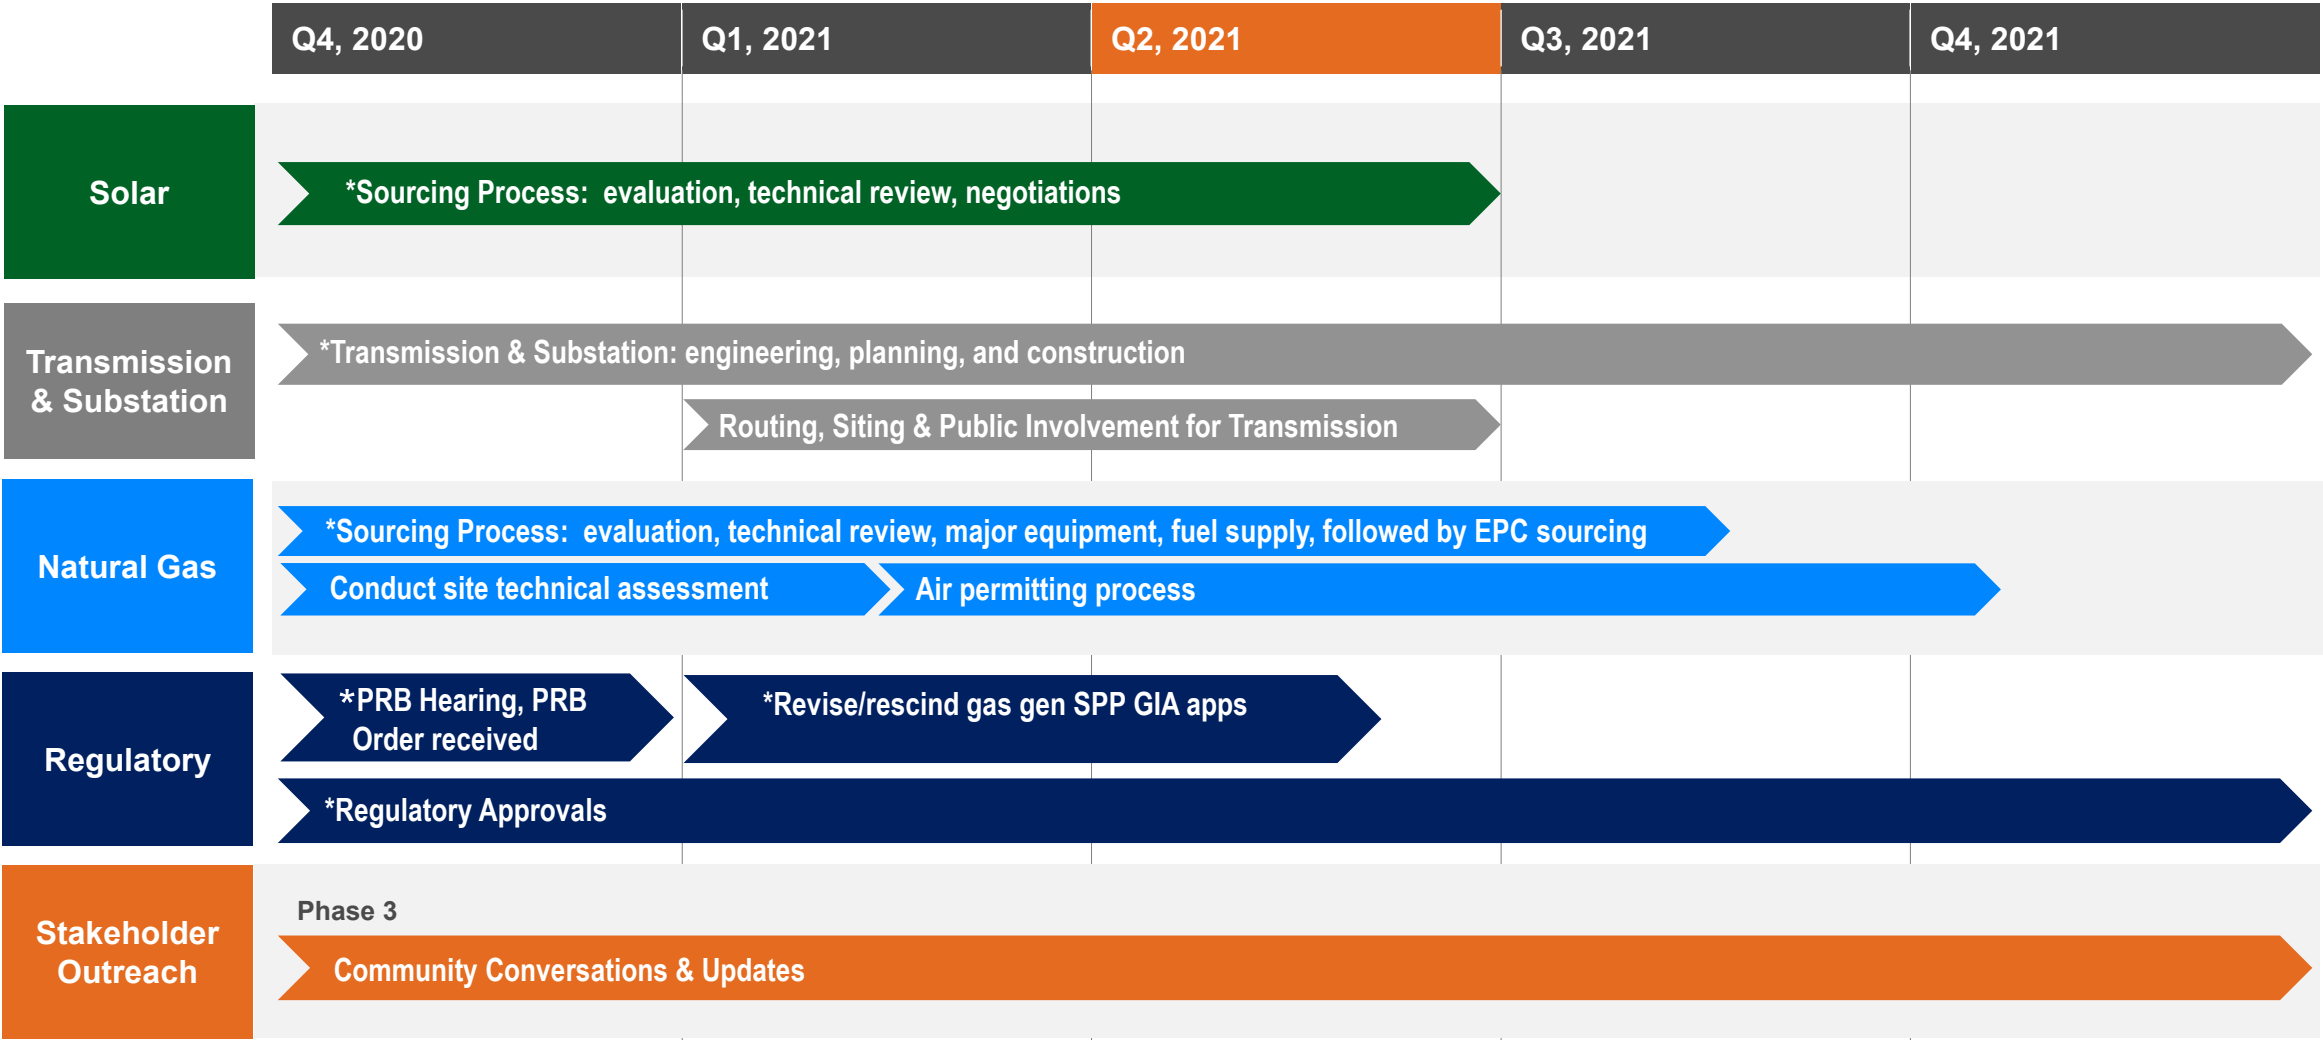 Q4, 2020
Q1, 2021
Q2, 2021
Q3, 2021
Q4, 2021
Solar
*Sourcing Process:  evaluation, technical review, negotiations
Transmission
& Substation
*Transmission & Substation: engineering, planning, and construction
Routing, Siting & Public Involvement for Transmission
Natural Gas
*Sourcing Process:  evaluation, technical review, major equipment, fuel supply, followed by EPC sourcing
Conduct site technical assessment
Air permitting process
Regulatory
*PRB Hearing, PRB
Order received
*Revise/rescind gas gen SPP GIA apps
*Regulatory Approvals
Stakeholder
Outreach
Phase 3
Community Conversations & Updates